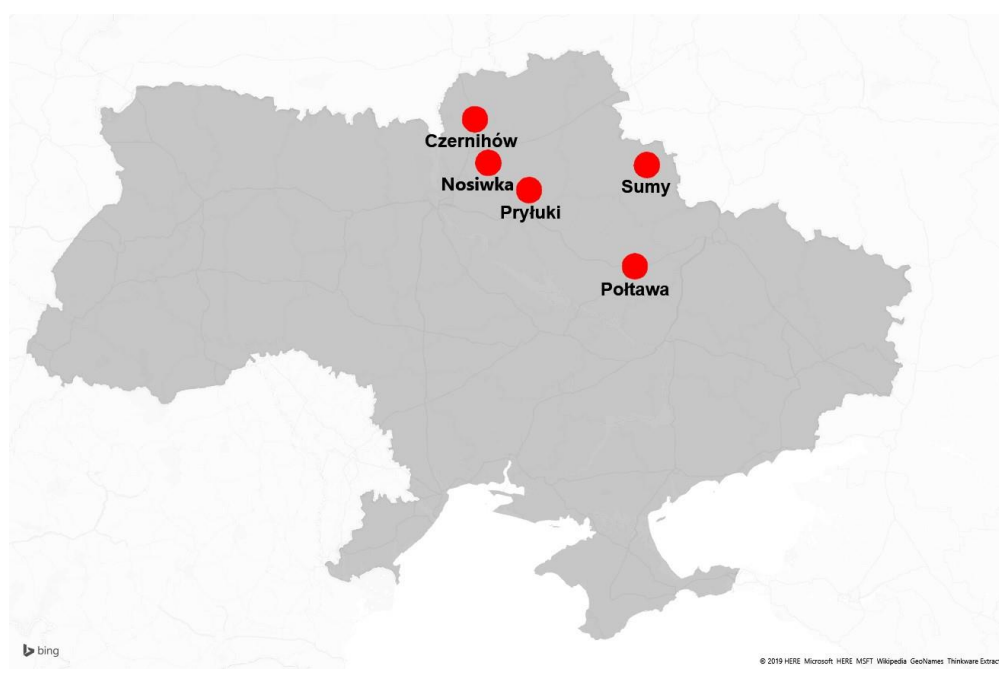 Czernihów
Nosiwka
Pryłuki
Sumy
Połtawa
bing
© 2019 HERE Microsoft HERE MSFT Wikipedia GeoNames Thinkware Extrac